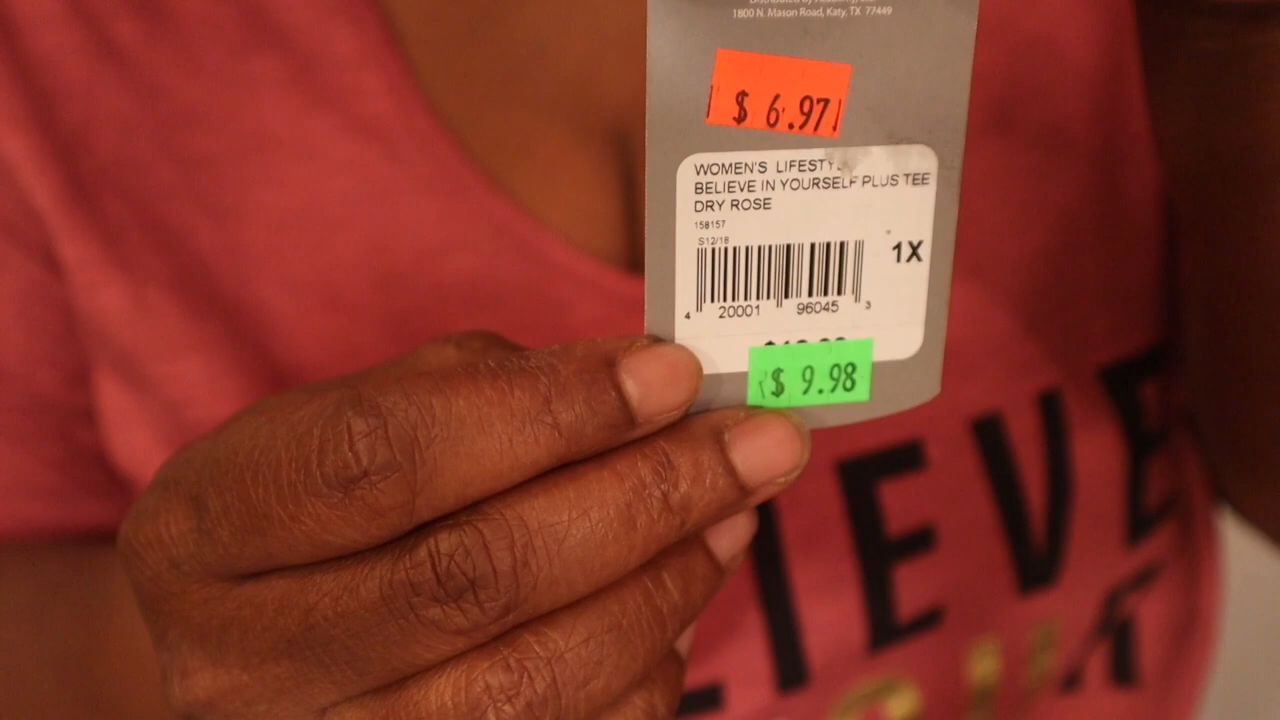 1800 N. Mason Road, Katy, TX 77449
$ 6.97
WOMEN'S LIFESTY
BELIEVE IN YOURSELF PLUS TEE
DRY ROSE
158157
S12/18
1X
4 20001 96045 3
$ 9.98
IEVE